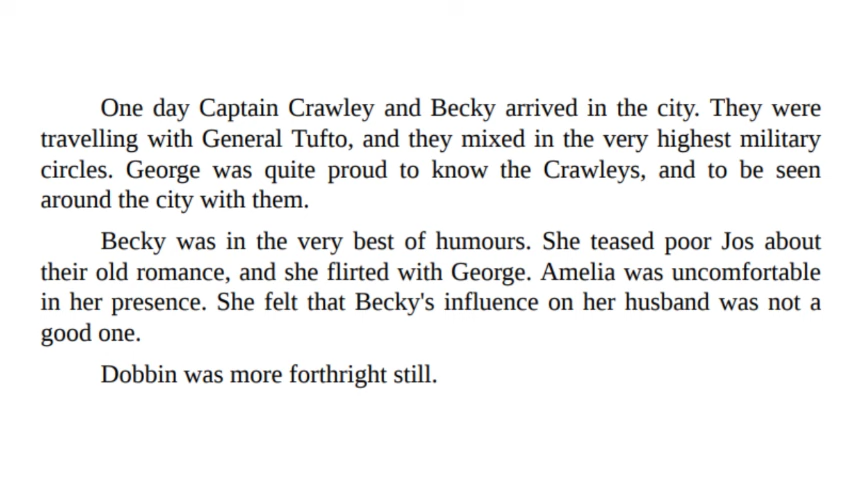 One day Captain Crawley and Becky arrived in the city. They were
travelling with General Tufto, and they mixed in the very highest military
circles. George was quite proud to know the Crawleys, and to be seen
around the city with them.
Becky was in the very best of humours. She teased poor Jos about
their old romance, and she flirted with George. Amelia was uncomfortable
in her presence. She felt that Becky's influence on her husband was not a
good one.
Dobbin was more forthright still.